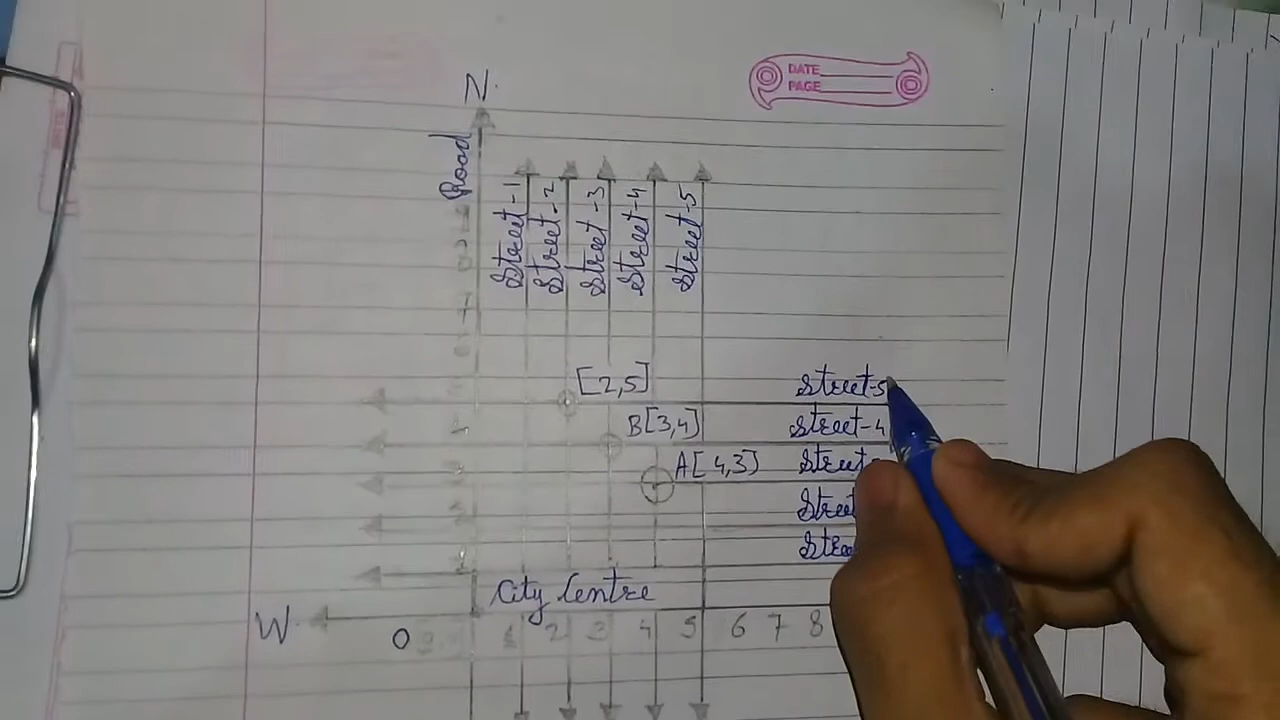 DATE
PAGE
N.
Road
Street-1
Street-2
Street-3
Street-4
Street-5
[2,5]
Street-5
B[3,4]
Street-4
A[4,3]
City Centre
W
0
1 2 3 4 5 6 7 8